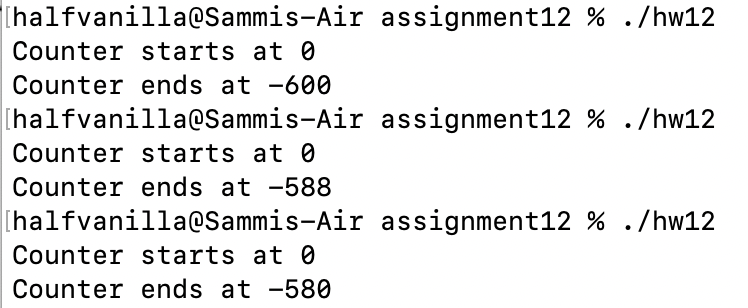 [halfvanilla@Sammis-Air assignment12 % ./hw12
Counter starts at 0
Counter ends at -600
[halfvanilla@Sammis-Air assignment12 % ./hw12
Counter starts at 0
Counter ends at -588
[halfvanilla@Sammis-Air assignment12 % ./hw12
Counter starts at 0
Counter ends at -580